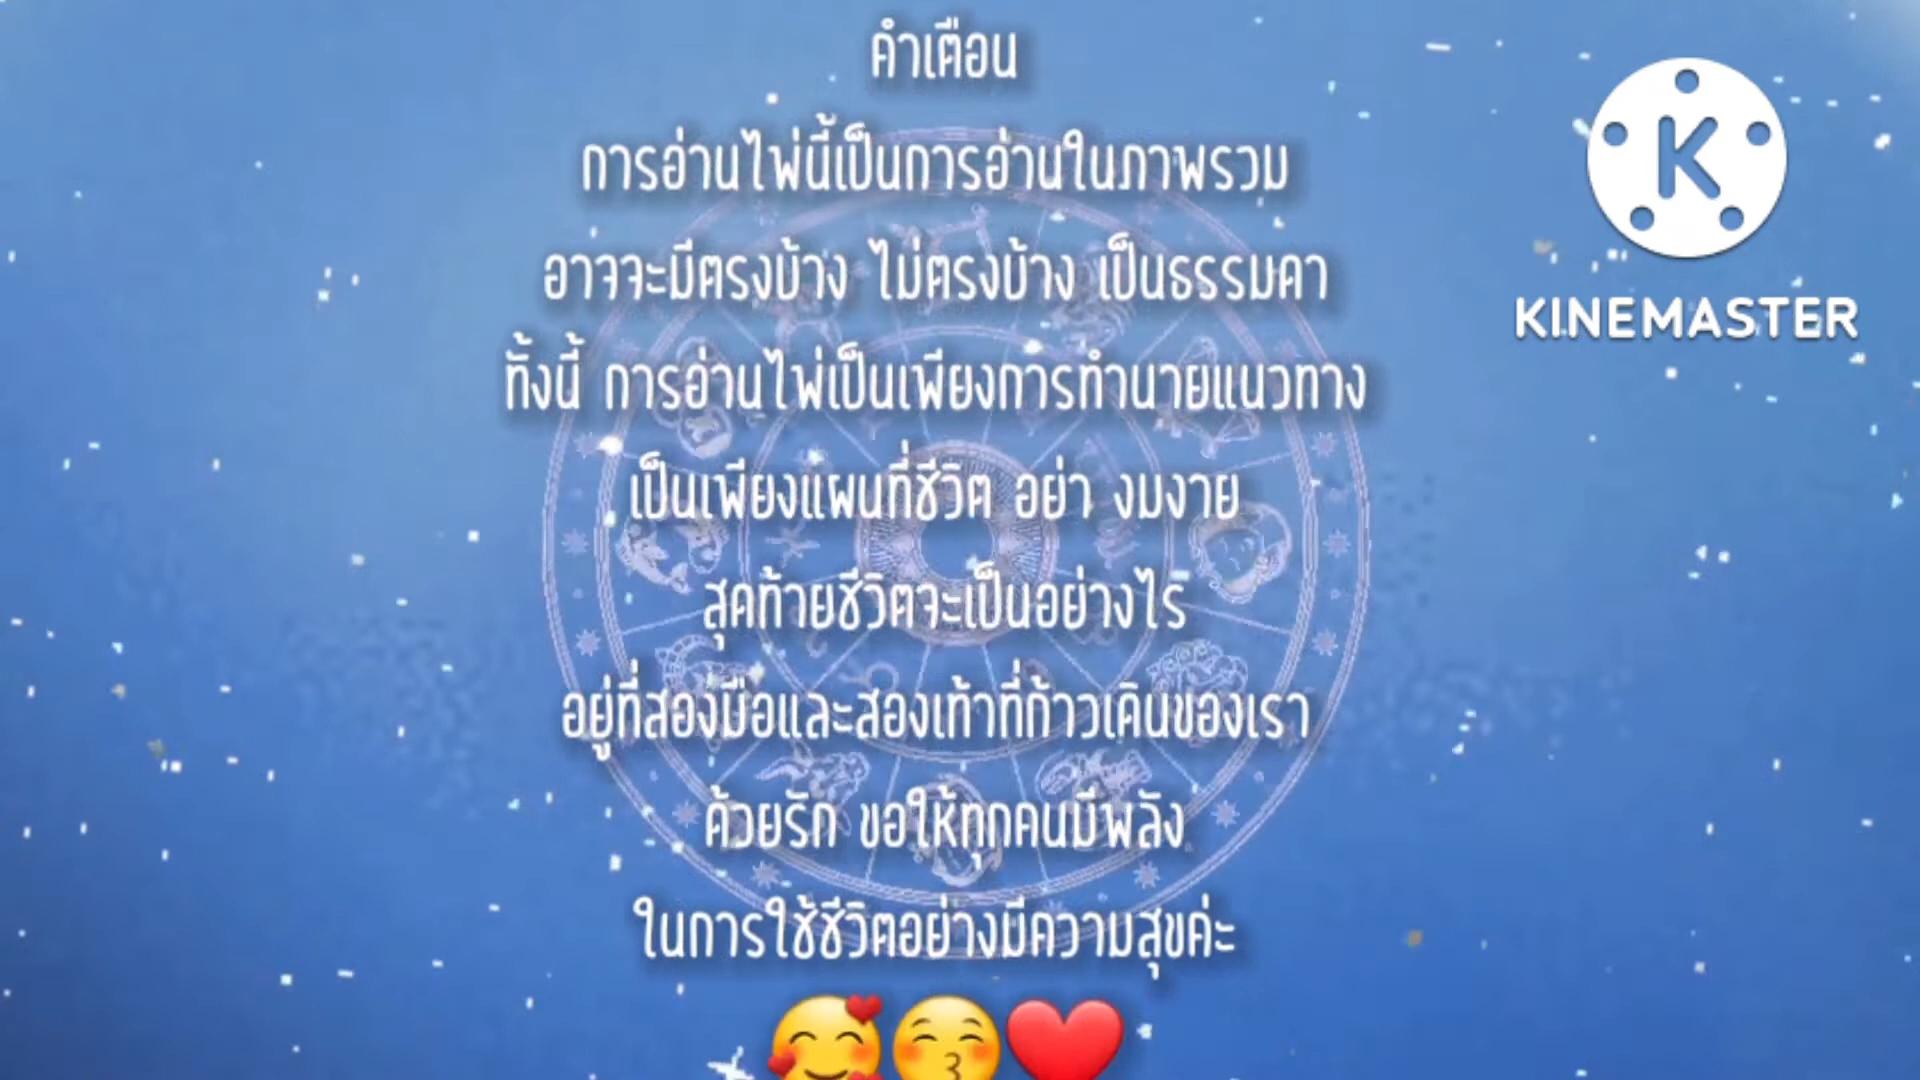 คำเตือน
การอ่านไพ่นี้เป็นการอ่านในภาพรวม
อาจจะมีตรงบ้าง ไม่ตรงบ้าง เป็นธรรมดา
ทั้งนี้ การอ่านไพ่เป็นเพียงการทำนายแนวทาง
เป็นเพียงแผนที่ชีวิต อย่า งมงาย
สุดท้ายชีวิตจะเป็นอย่างไร
อยู่ที่สองมือและสองเท้าที่ก้าวเดินของเรา
ด้วยรัก ขอให้ทุกคนมีพลัง
ในการใช้ชีวิตอย่างมีความสุขค่ะ
🥰😚❤️
K
KINEMASTER